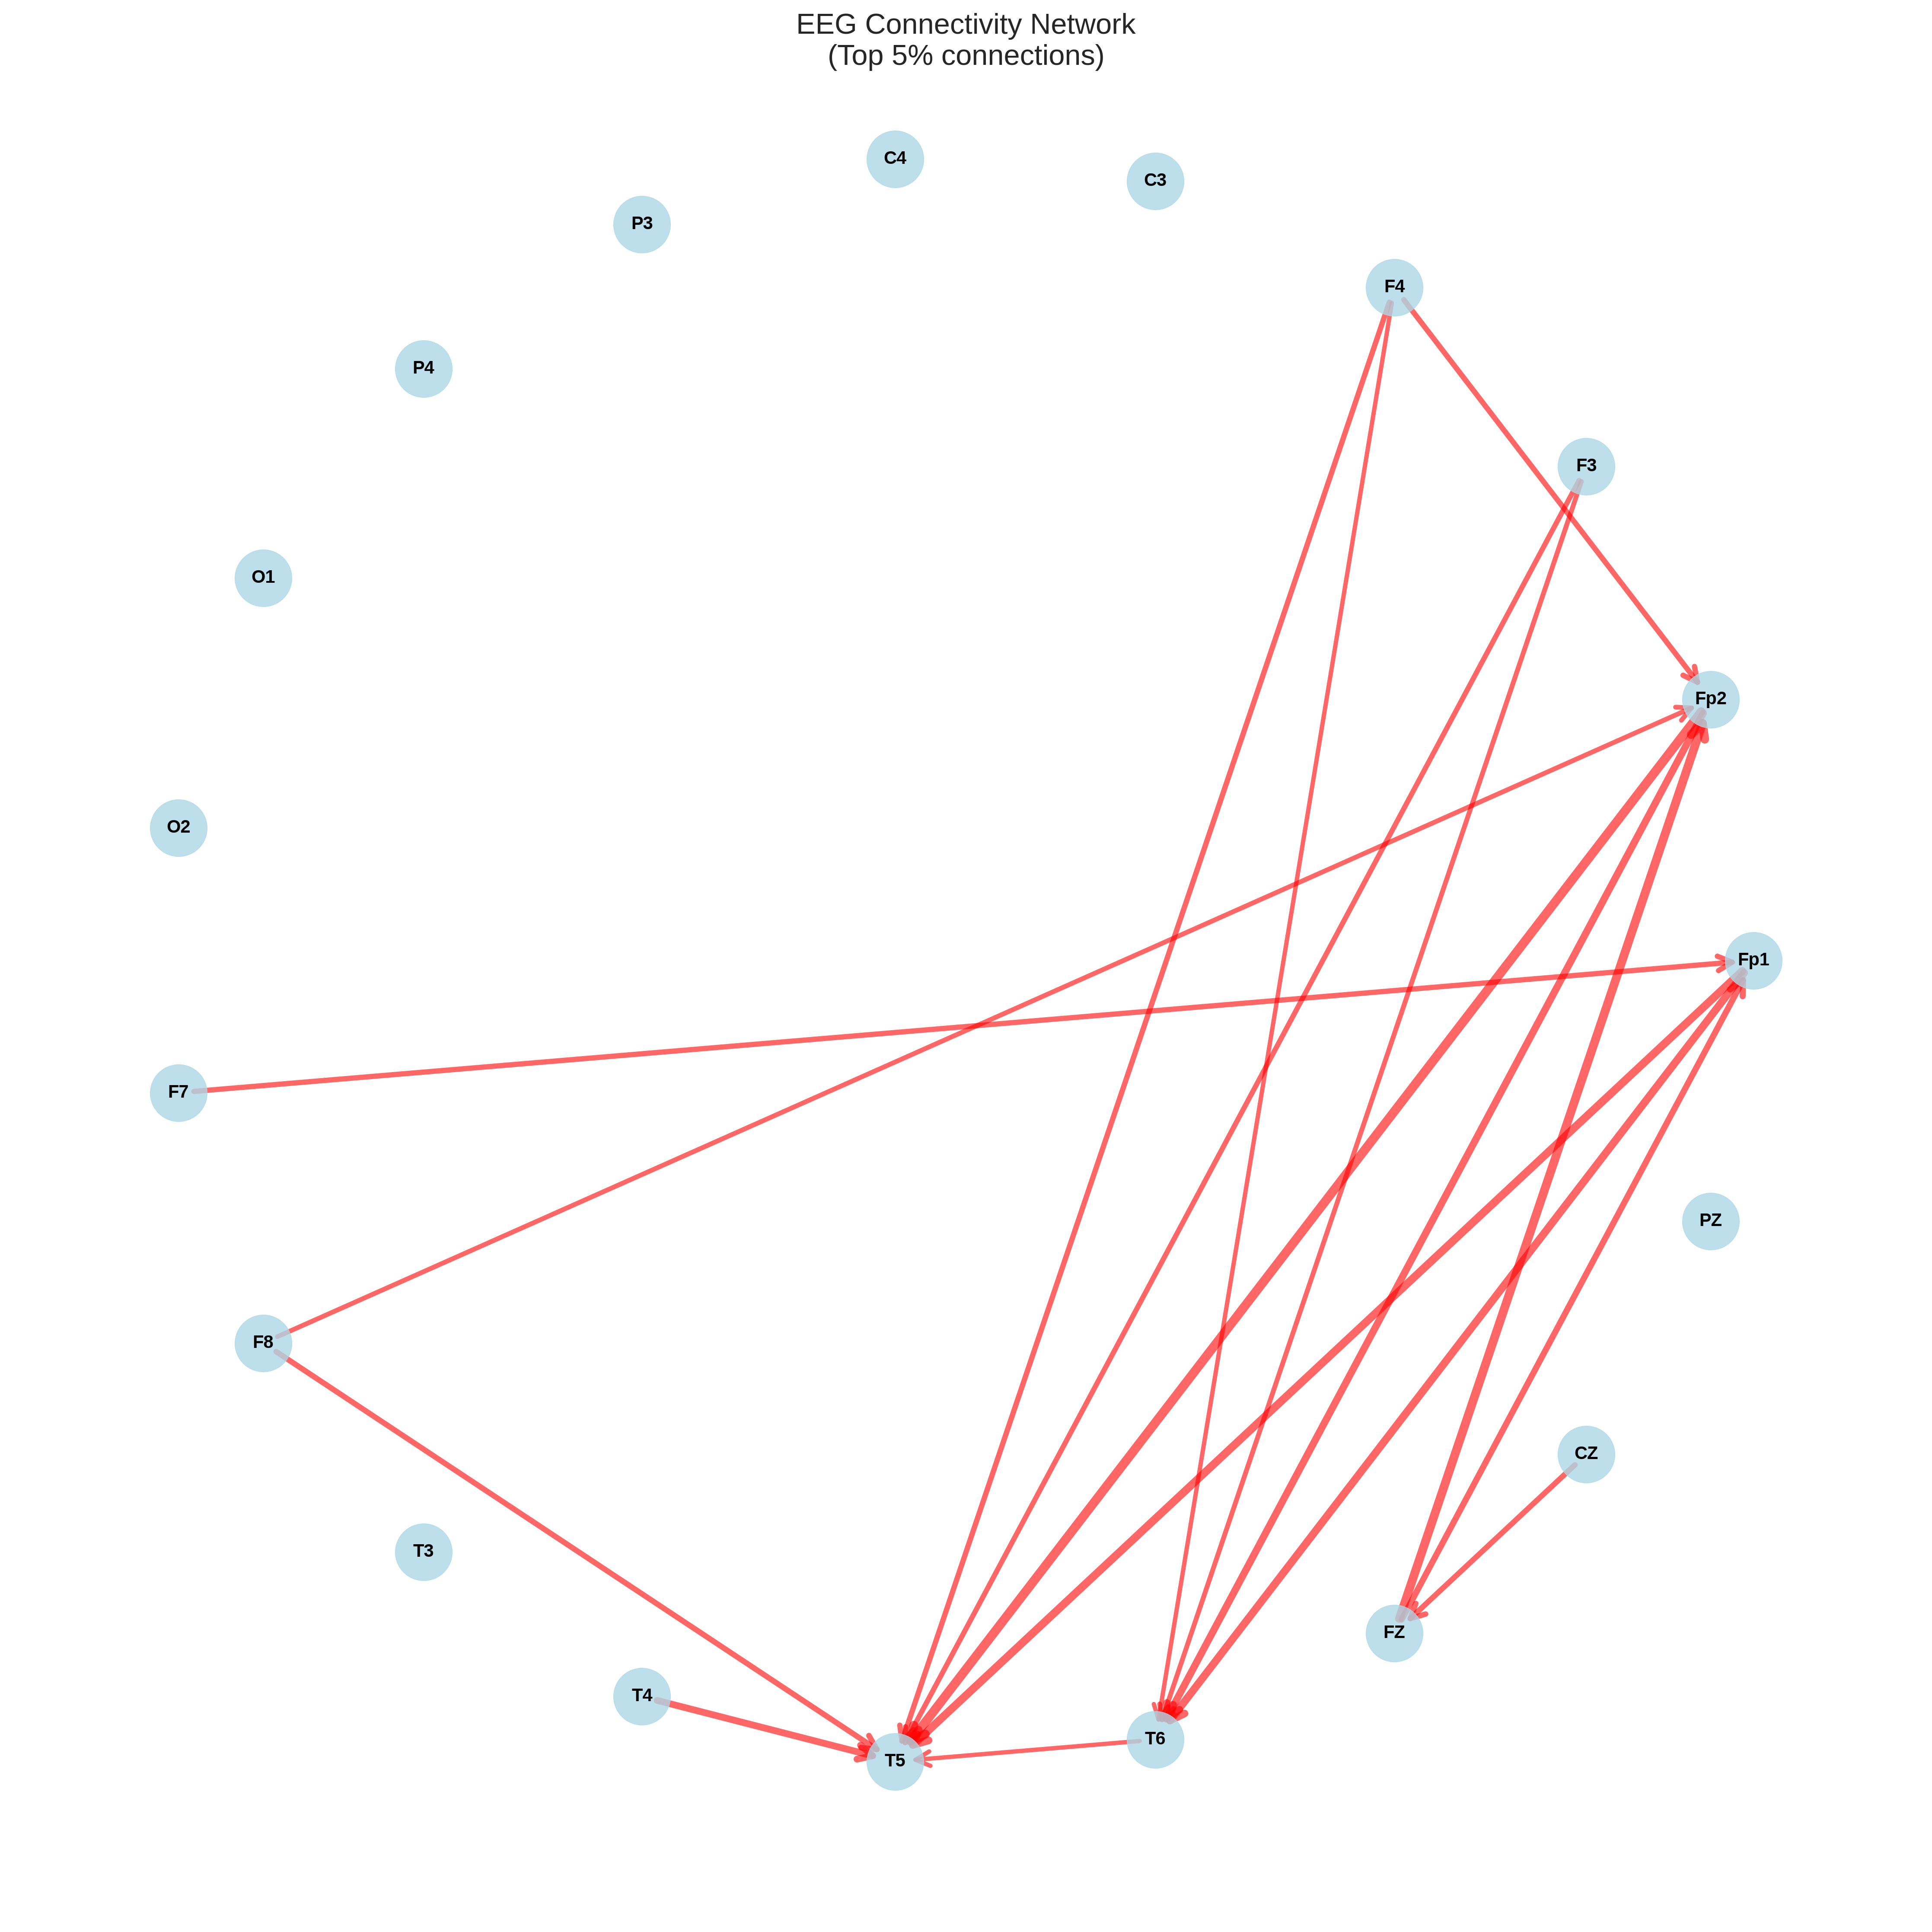 EEG Connectivity Network
(Top 5% connections)
C4
C3
P3
F4
P4
F3
O1
Fp2
O2
Fp1
F7
PZ
F8
CZ
T3
FZ
T4
T6
T5